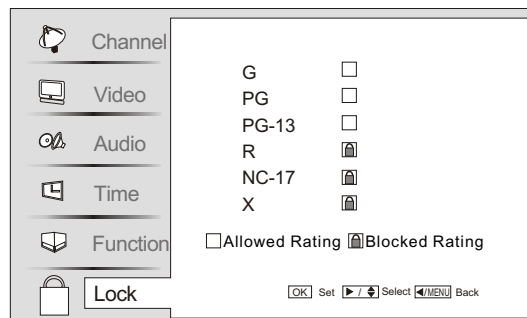 Channel
Video
Audio
Time
Function
Lock
G
PG
PG-13
R
NC-17
X
Allowed Rating Blocked Rating
OK Set / Select /MENU Back